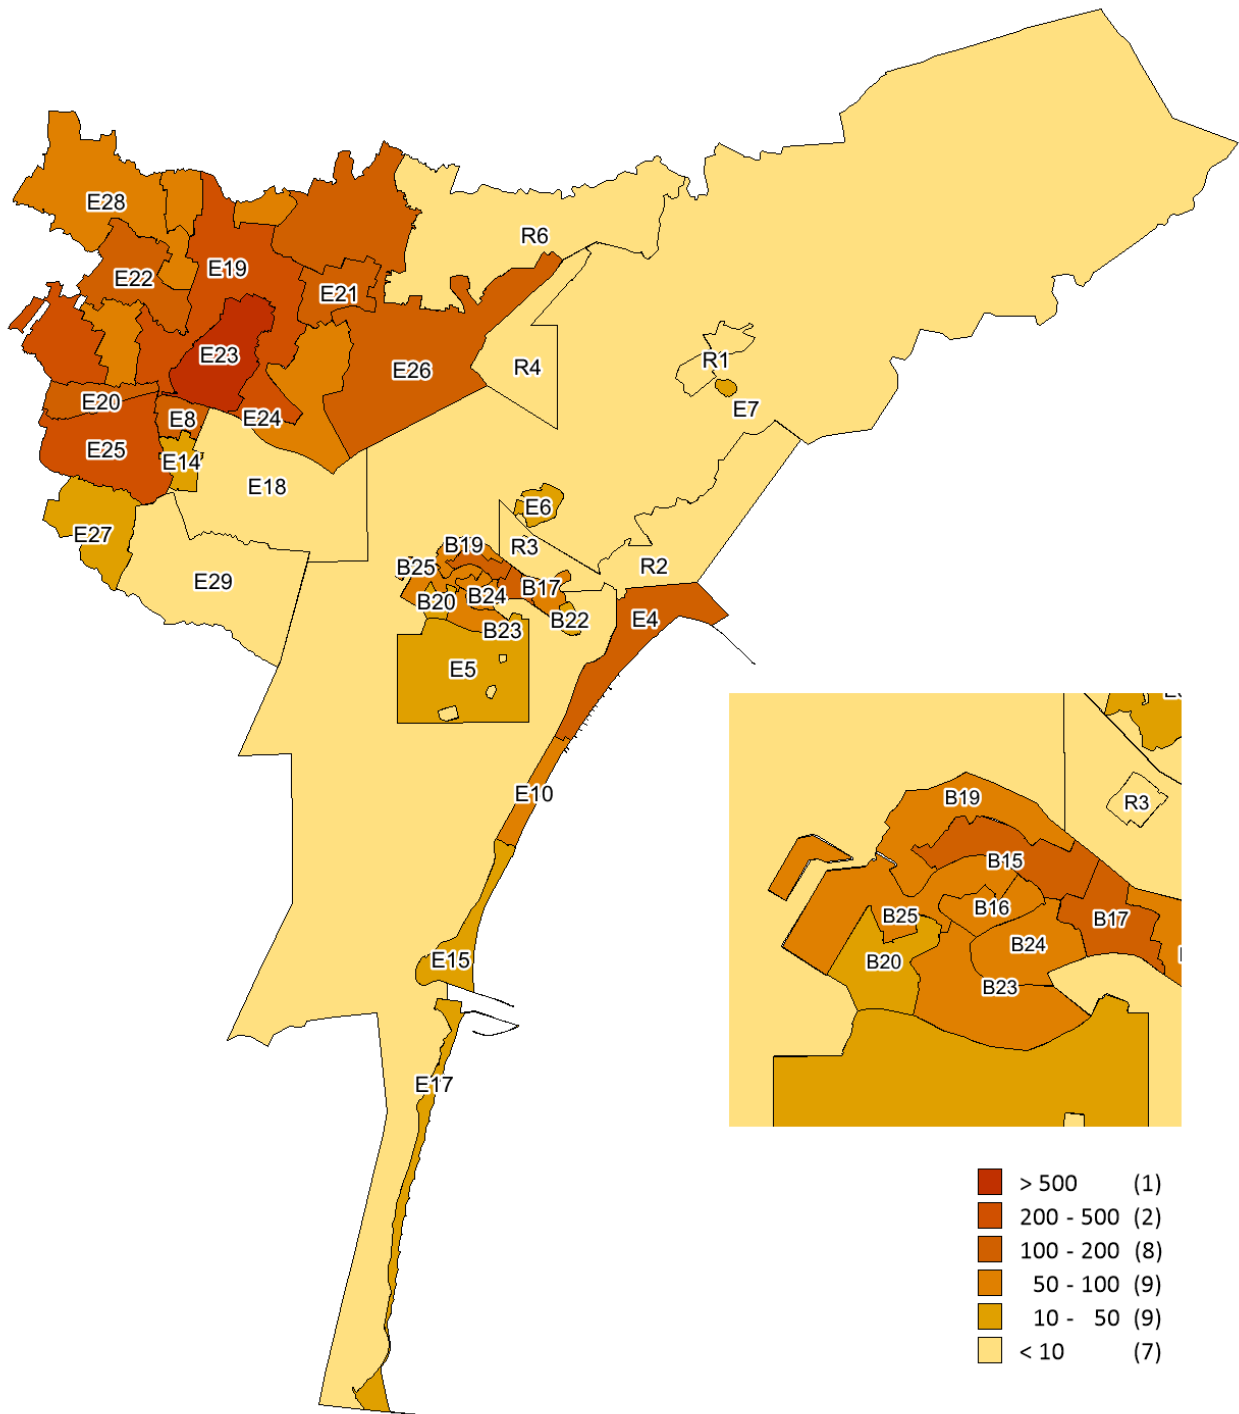 E28
R6
E19
E22
E21
E23
R4
R1
E26
E20
E7
E8
E24
E25
E14
E18
E6
E27
B19
R3
B25
R2
E29
B17
B24
B20
B22
E4
B23
E5
E10
E15
E17
R3
B19
B15
B16
B25
B17
B24
B20
B23
> 500 (1)
200 - 500 (2)
100 - 200 (8)
50 - 100 (9)
10 - 50 (9)
< 10 (7)